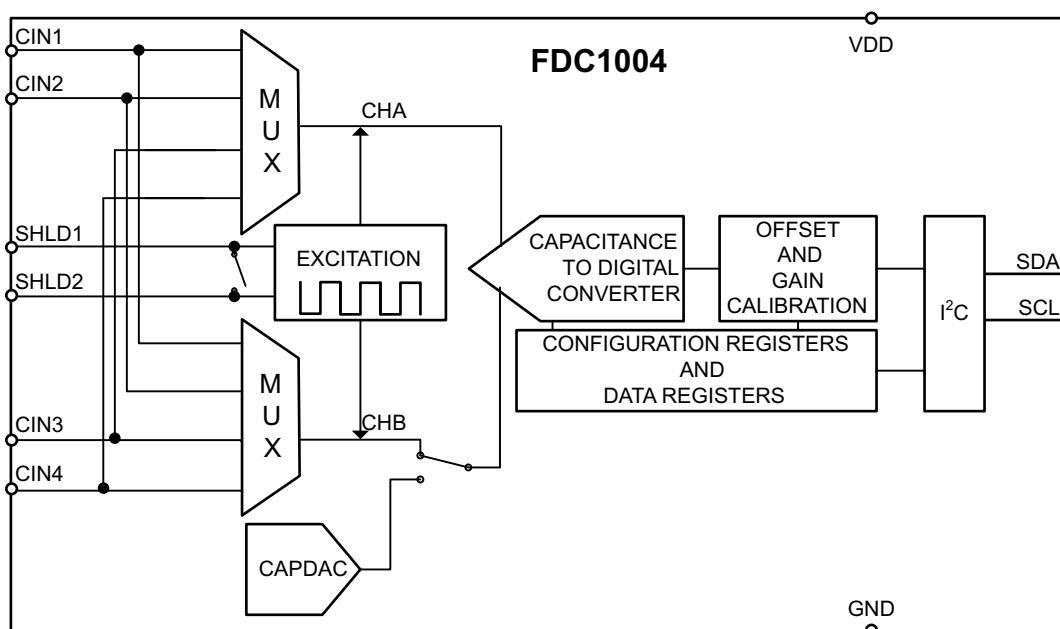 CIN1
CIN2
M
U
X
CHA
FDC1004
VDD
SHLD1
SHLD2
EXCITATION
CAPACITANCE
TO DIGITAL
CONVERTER
OFFSET
AND
GAIN
CALIBRATION
I²C
SDA
SCL
CONFIGURATION REGISTERS
AND
DATA REGISTERS
M
U
X
CHB
CIN3
CIN4
CAPDAC
GND